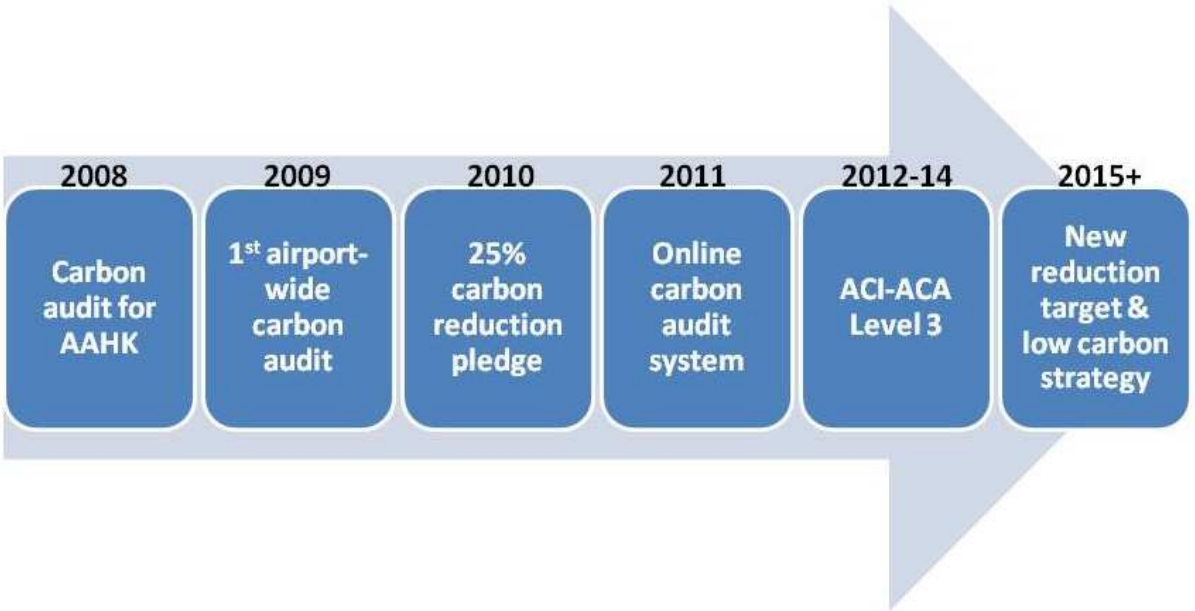 2008
Carbon
audit for
AAHK
2009
1st airport-
wide
carbon
audit
2010
25%
carbon
reduction
pledge
2011
Online
carbon
audit
system
2012-14
ACI-ACA
Level 3
2015+
New
reduction
target &
low carbon
strategy